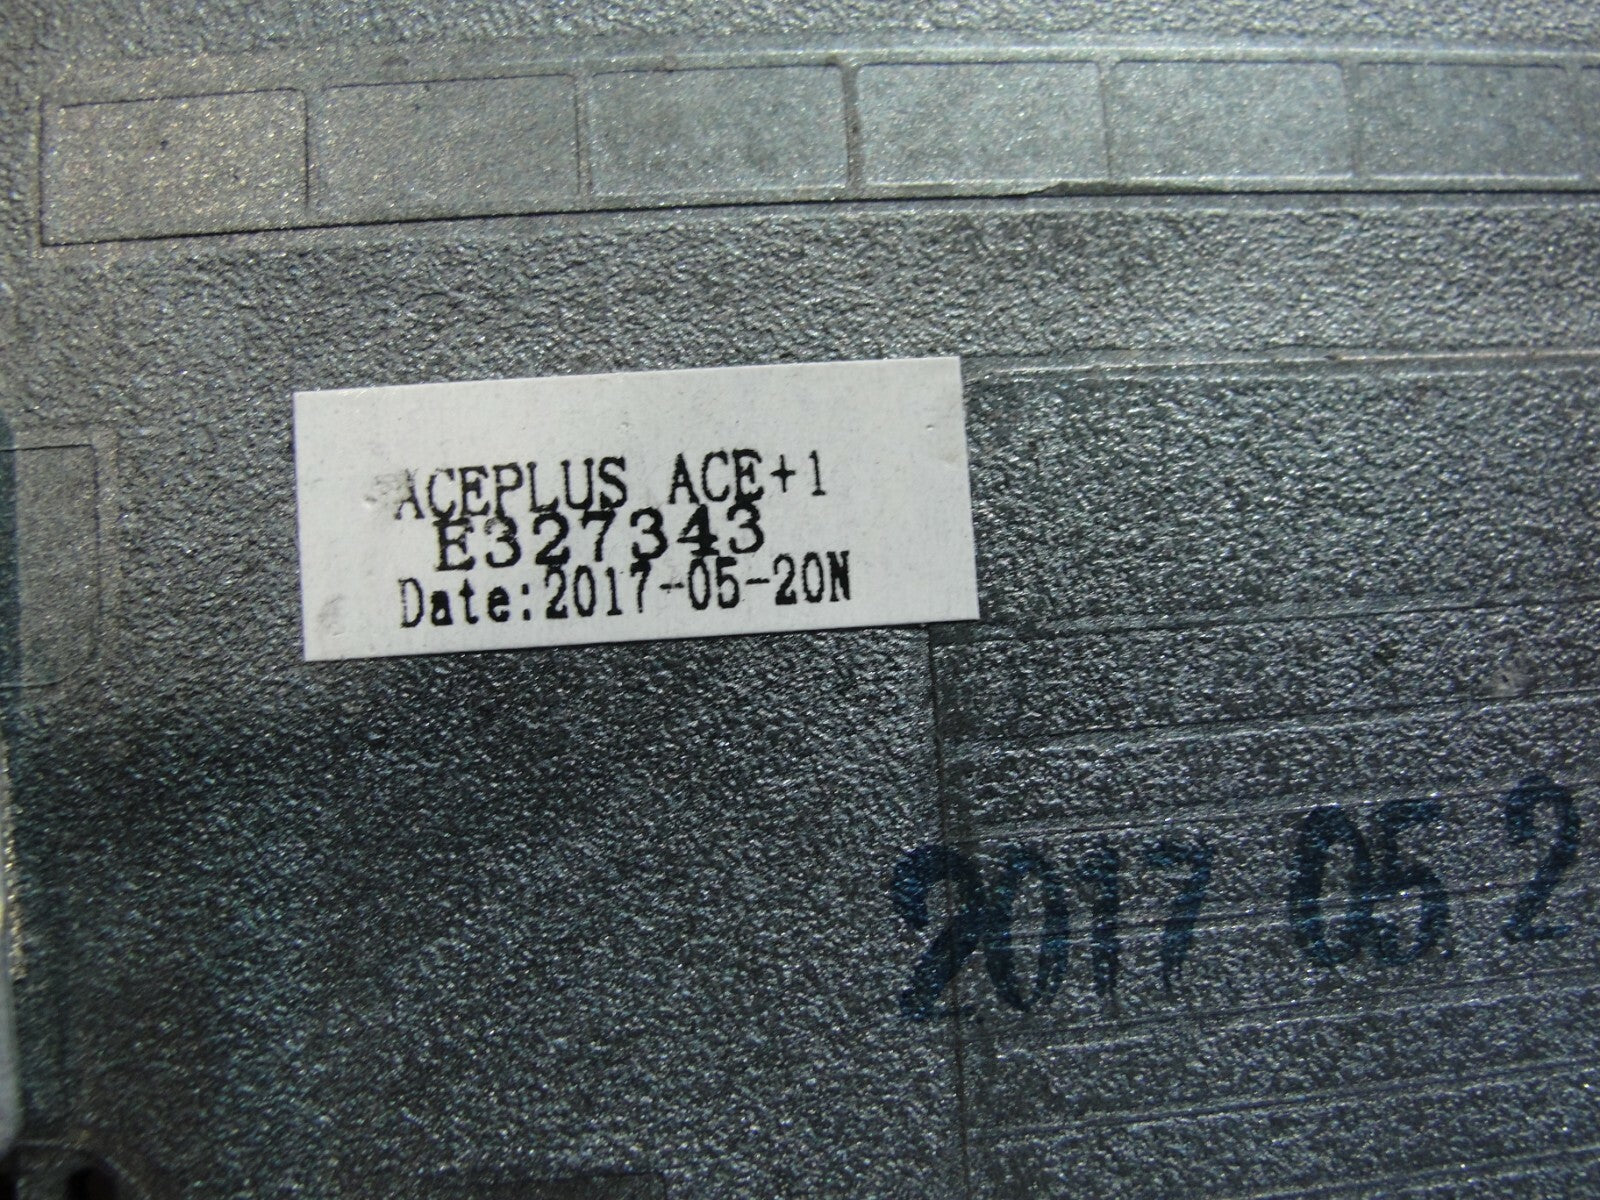 ACEPLUS ACE+1
E327343
Date:2017-05-20N
2017 05 2